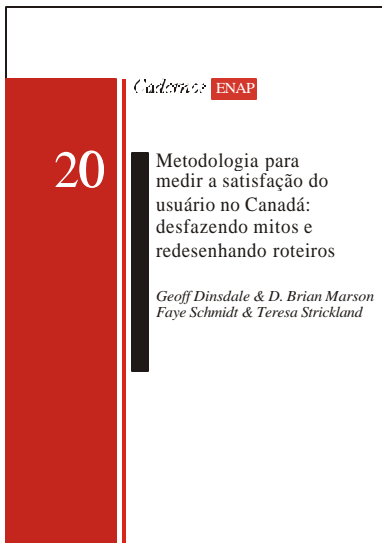 Cadernos ENAP
20
Metodologia para
medir a satisfação do
usuário no Canadá:
desfazendo mitos e
redesenhando roteiros
Geoff Dinsdale & D. Brian Marson
Faye Schmidt & Teresa Strickland